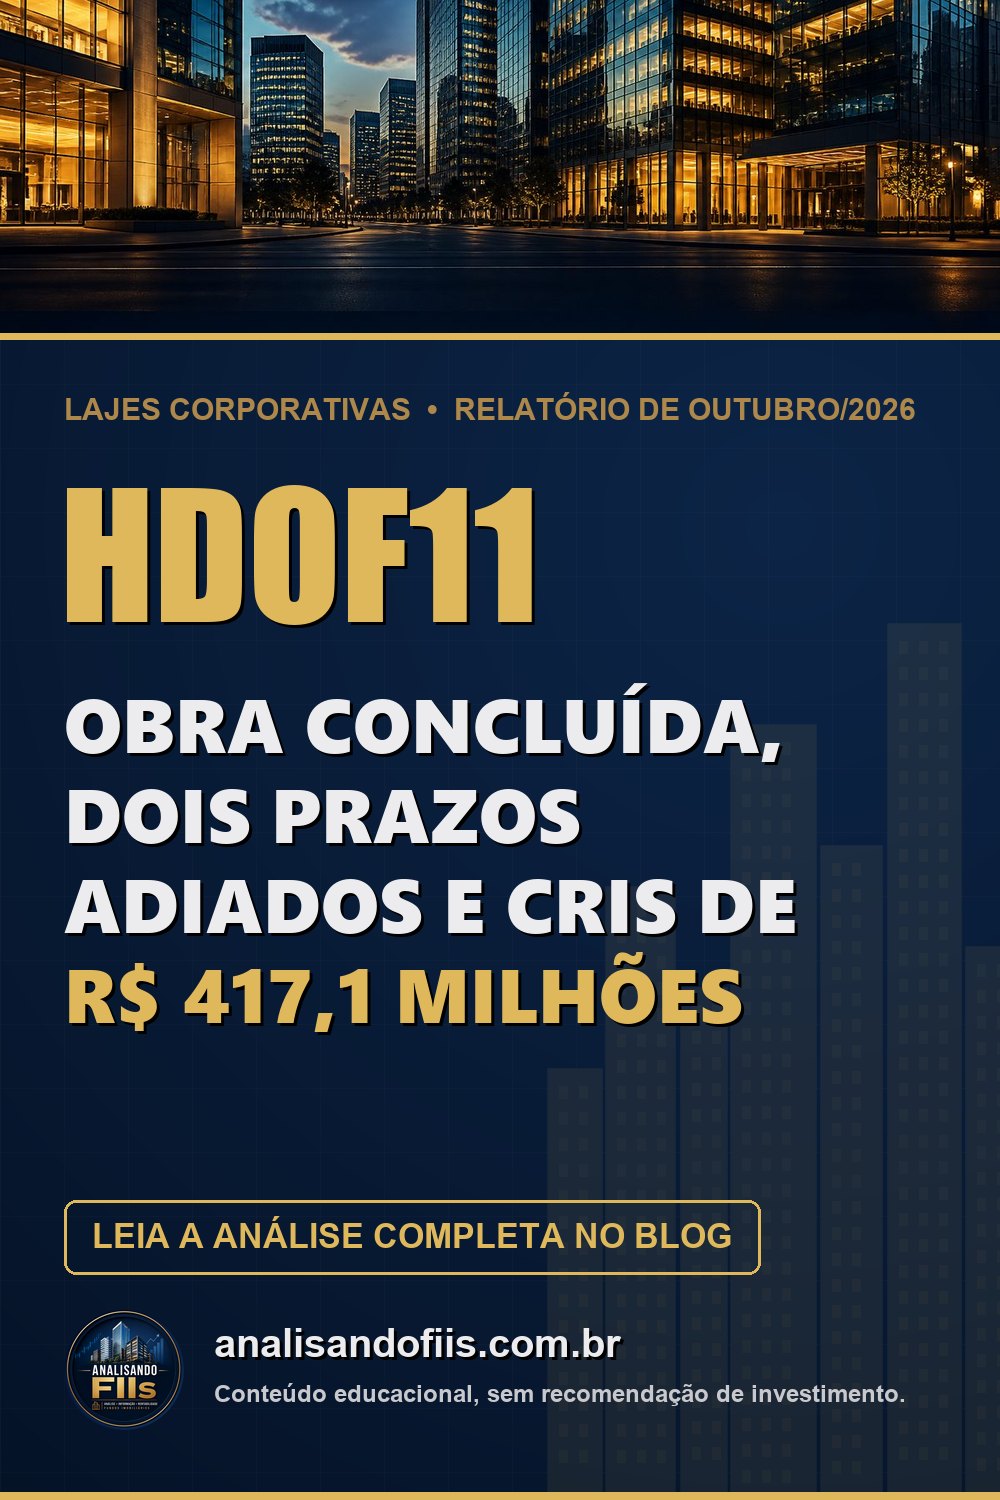 LAJES CORPORATIVAS • RELATÓRIO DE OUTUBRO/2026
HDOF11
OBRA CONCLUÍDA,
DOIS PRAZOS
ADIADOS E CRIS DE
R$ 417,1 MILHÕES
LEIA A ANÁLISE COMPLETA NO BLOG
ANALISANDO
FIIs
analisandofiis.com.br
Conteúdo educacional, sem recomendação de investimento.